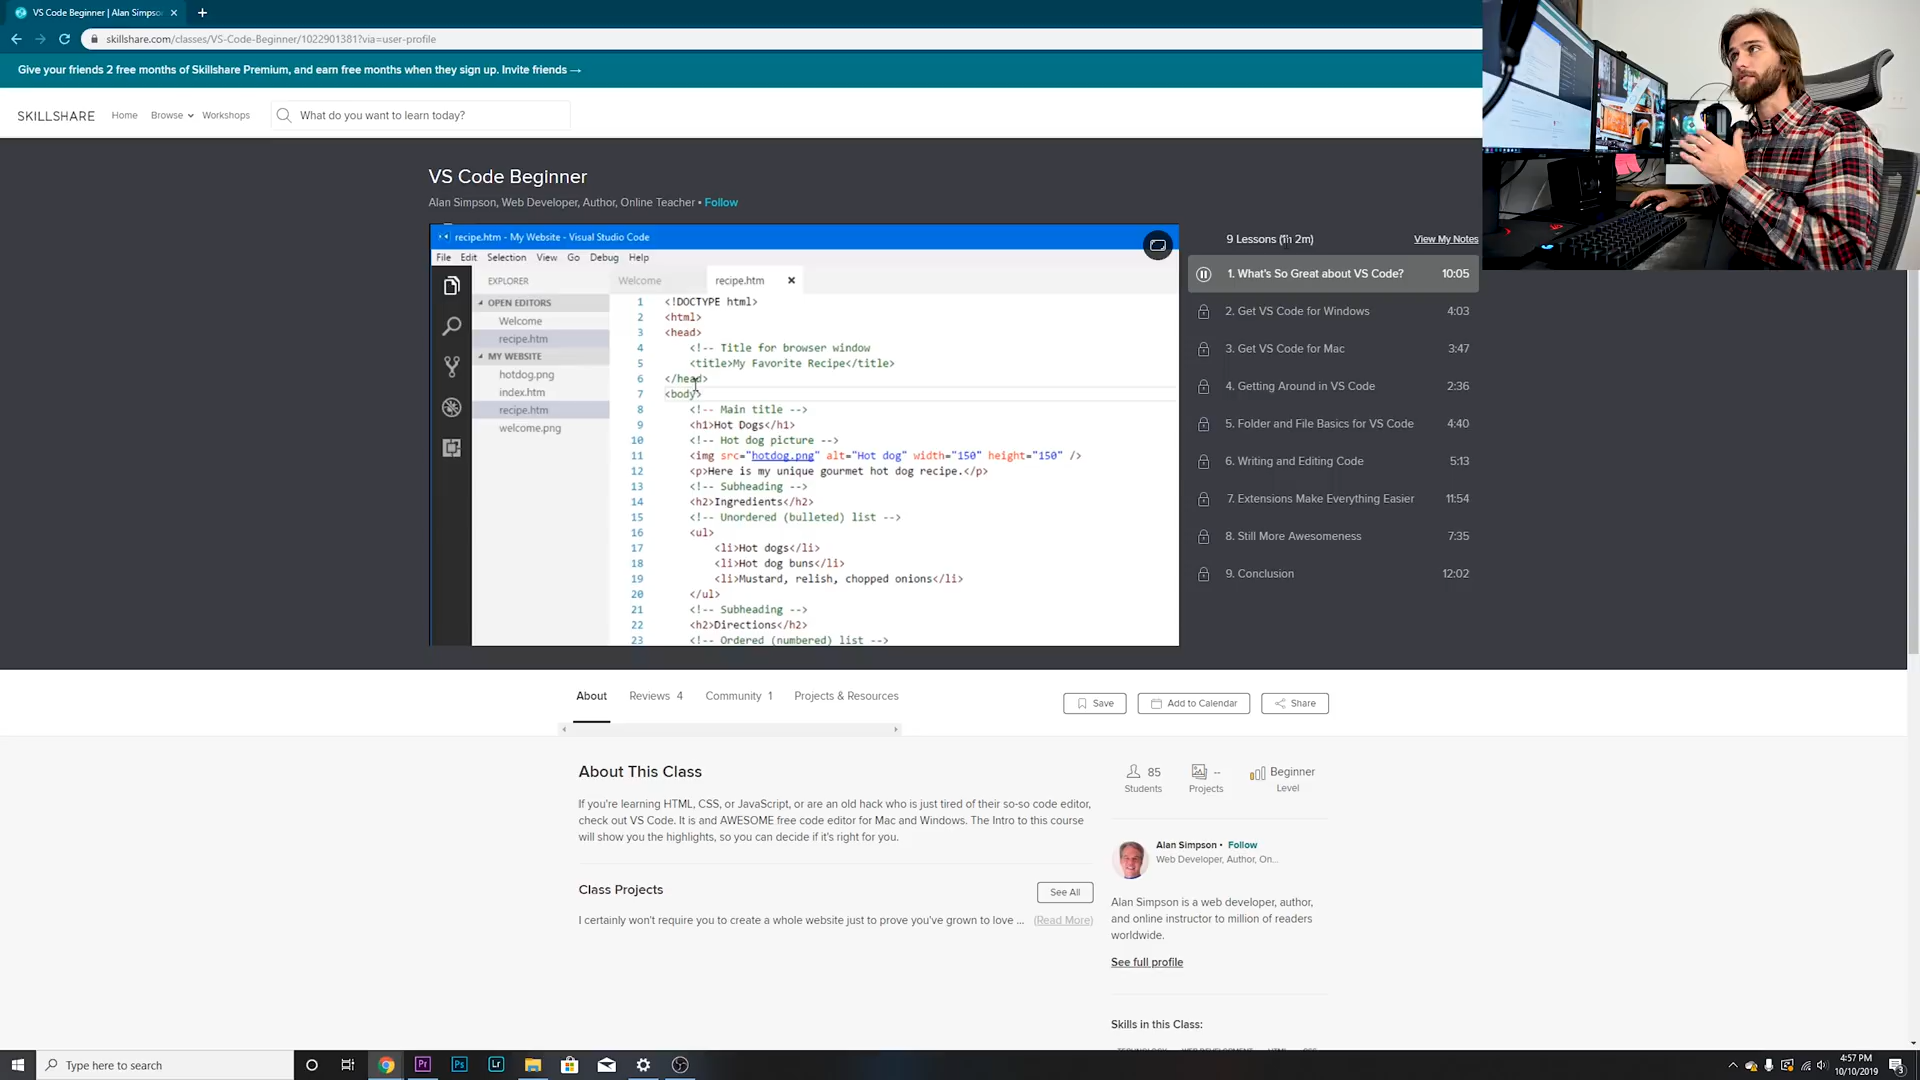 VS Code Beginner | Alan Simpso
skillshare.com/classes/VS-Code-Beginner/1022901381?via=user-profile
Give your friends 2 free months of Skillshare Premium, and earn free months when they sign up. Invite friends →
SKILLSHARE Home Browse Workshops What do you want to learn today?
VS Code Beginner
Alan Simpson, Web Developer, Author, Online Teacher • Follow
recipe.htm - My Website - Visual Studio Code
File Edit Selection View Go Debug Help
EXPLORER
OPEN EDITORS
Welcome
recipe.htm
MY WEBSITE
hotdog.png
index.htm
recipe.htm
welcome.png
Welcome recipe.htm
1 <!DOCTYPE html>
2 <html>
3 <head>
4 <!-- Title for browser window
5 <title>My Favorite Recipe</title>
6 </head>
7 <body>
8 <!-- Main title -->
9 <h1>Hot Dogs</h1>
10 <!-- Hot dog picture -->
11 <img src="hotdog.png" alt="Hot dog" width="150" height="150" />
12 <p>Here is my unique gourmet hot dog recipe.</p>
13 <!-- Subheading -->
14 <h2>Ingredients</h2>
15 <!-- Unordered (bulleted) list -->
16 <ul>
17 <li>Hot dogs</li>
18 <li>Hot dog buns</li>
19 <li>Mustard, relish, chopped onions</li>
20 </ul>
21 <!-- Subheading -->
22 <h2>Directions</h2>
23 <!-- Ordered (numbered) list -->
9 Lessons (1h 2m) View My Notes
1. What's So Great about VS Code? 10:05
2. Get VS Code for Windows 4:03
3. Get VS Code for Mac 3:47
4. Getting Around in VS Code 2:36
5. Folder and File Basics for VS Code 4:40
6. Writing and Editing Code 5:13
7. Extensions Make Everything Easier 11:54
8. Still More Awesomeness 7:35
9. Conclusion 12:02
About Reviews 4 Community 1 Projects & Resources
Save Add to Calendar Share
About This Class
If you're learning HTML, CSS, or JavaScript, or are an old hack who is just tired of their so-so code editor,
check out VS Code. It is and AWESOME free code editor for Mac and Windows. The Intro to this course
will show you the highlights, so you can decide if it's right for you.
Class Projects See All
I certainly won't require you to create a whole website just to prove you've grown to love ... (Read More)
85 -- Beginner
Students Projects Level
Alan Simpson • Follow
Web Developer, Author, On...
Alan Simpson is a web developer, author,
and online instructor to million of readers
worldwide.
See full profile
Skills in this Class:
TECHNOLOGY WEB DEVELOPMENT HTML CSS
Type here to search
Pr Ps Lr
4:57 PM
10/10/2019
3